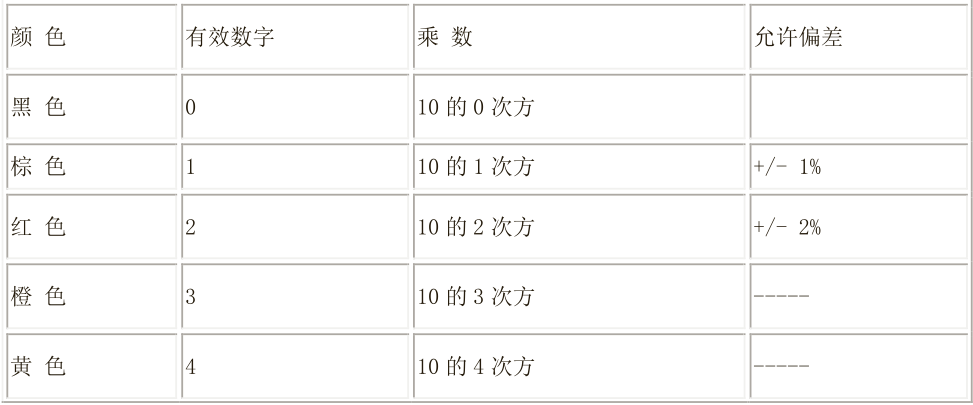 颜 色 有效数字 乘 数 允许偏差
黑 色 0 10 的 0 次方
棕 色 1 10 的 1 次方 +/- 1%
红 色 2 10 的 2 次方 +/- 2%
橙 色 3 10 的 3 次方 -----
黄 色 4 10 的 4 次方 -----